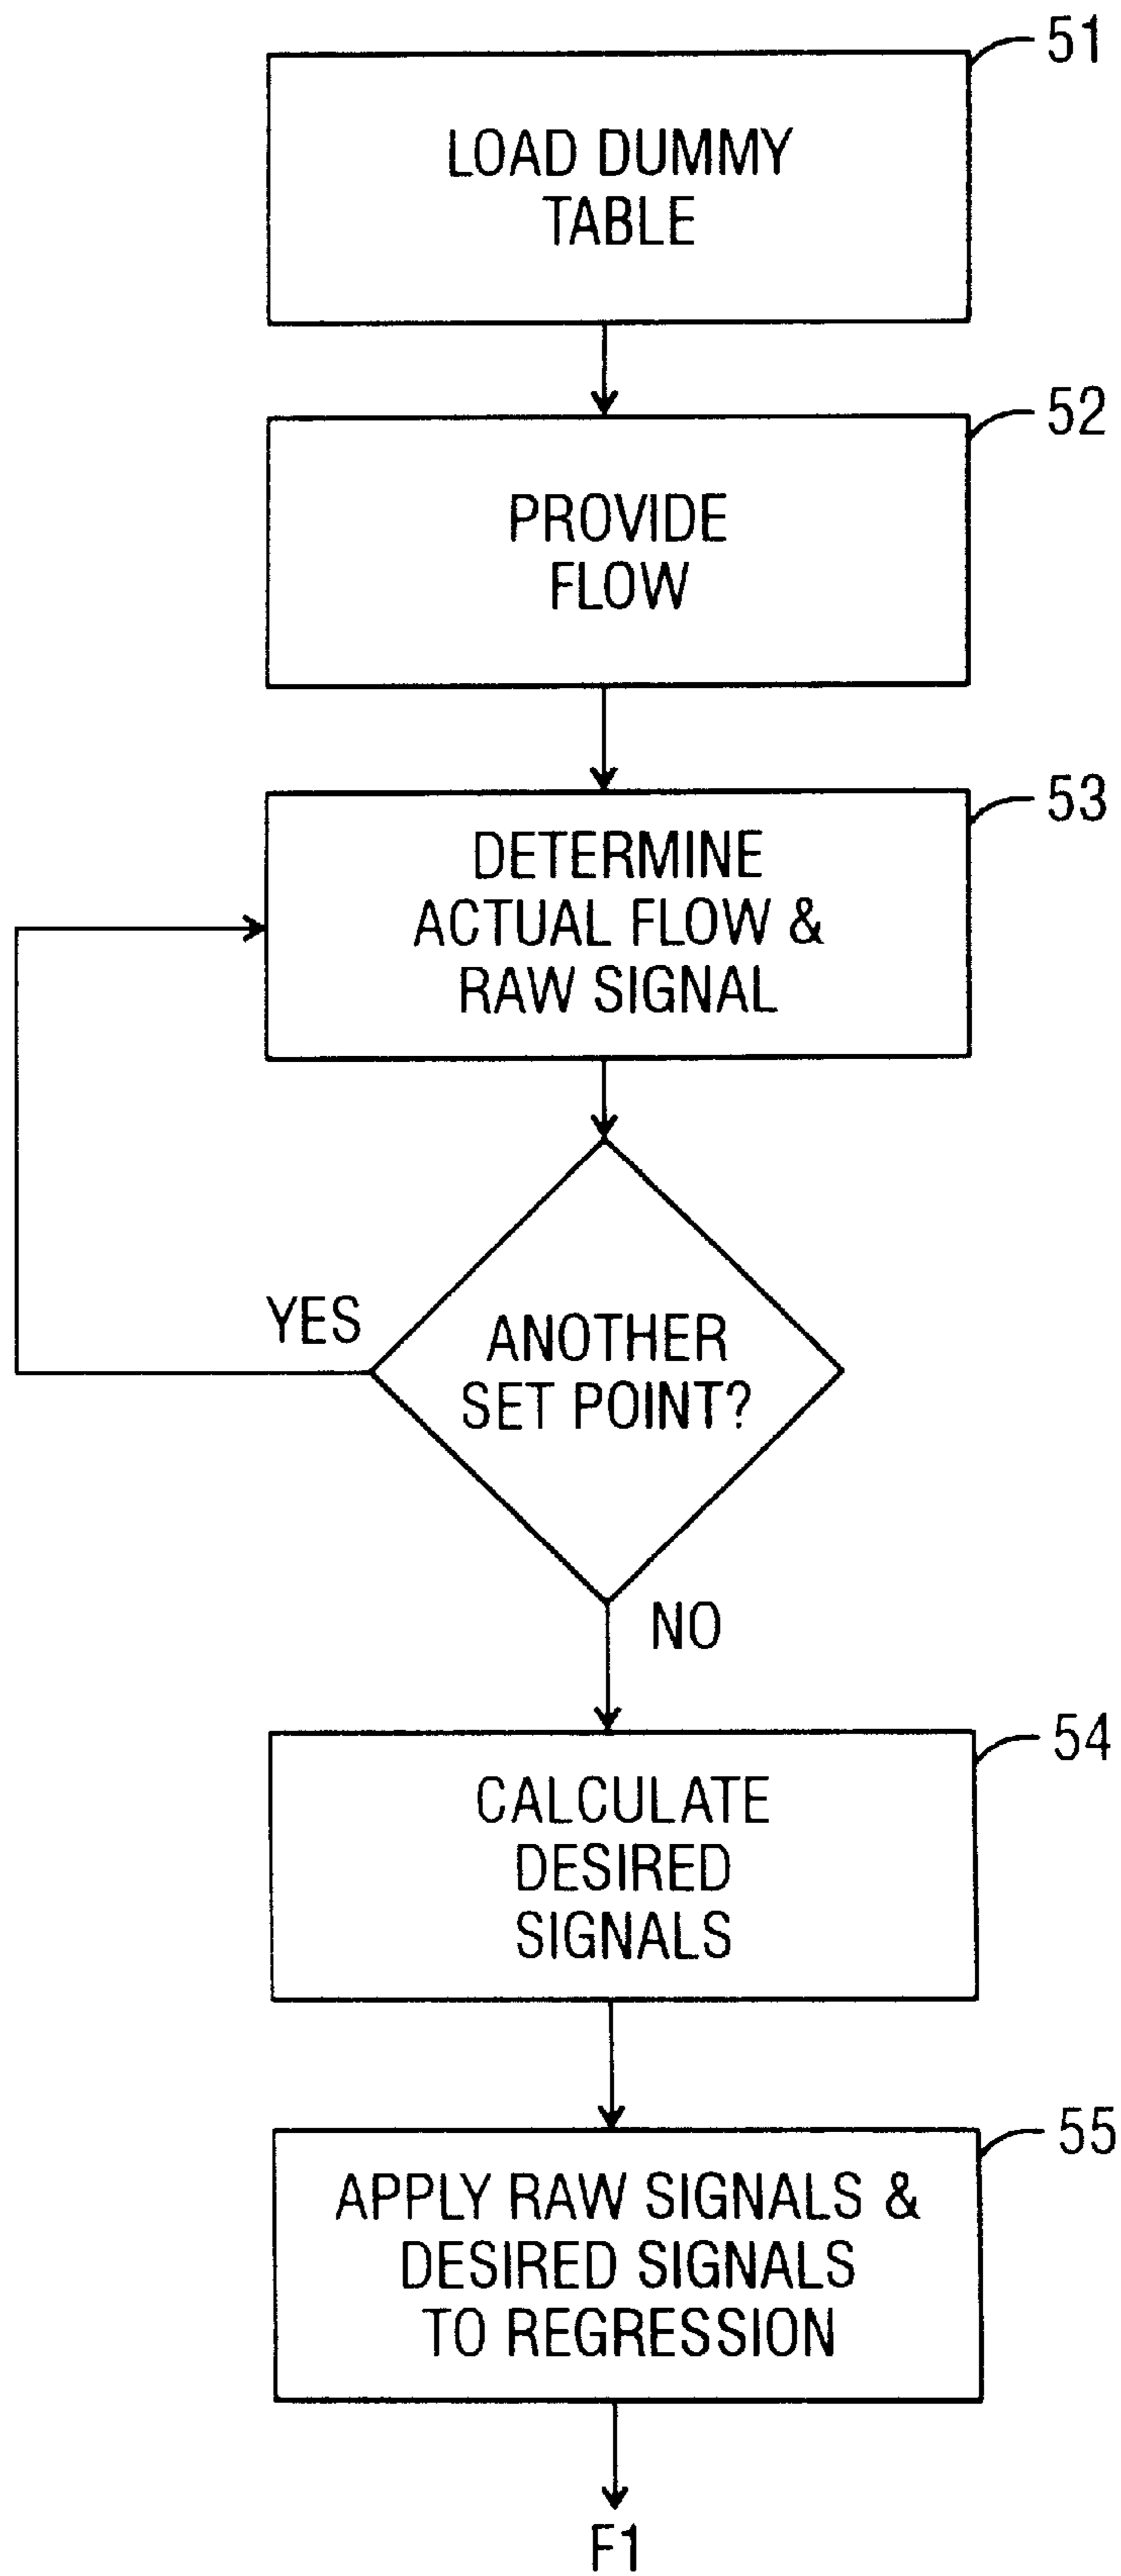 51
LOAD DUMMY
TABLE
52
PROVIDE
FLOW
53
DETERMINE
ACTUAL FLOW &
RAW SIGNAL
YES
ANOTHER
SET POINT?
NO
54
CALCULATE
DESIRED
SIGNALS
55
APPLY RAW SIGNALS &
DESIRED SIGNALS
TO REGRESSION
F1